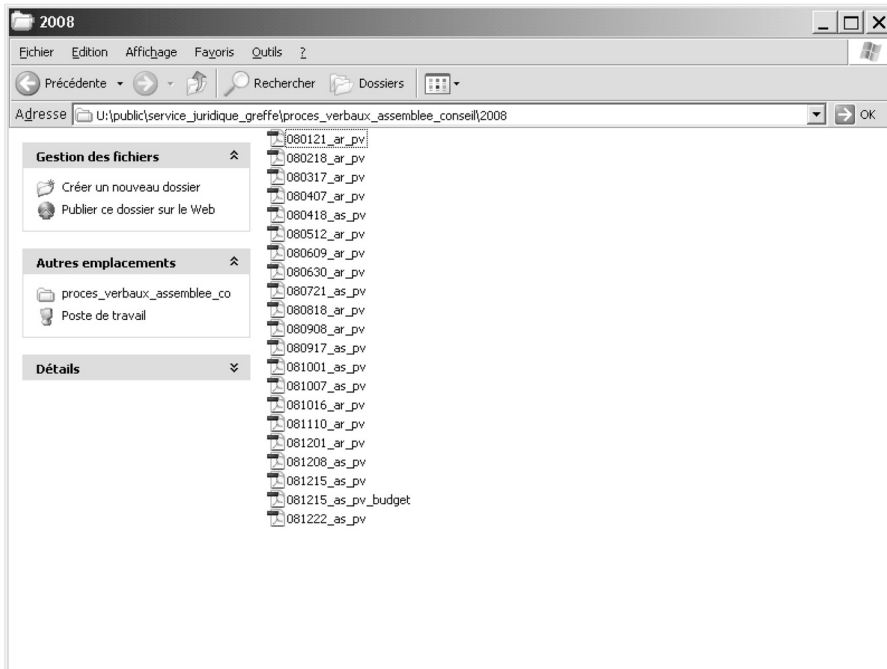 2008
Fichier Edition Affichage Favoris Outils ?
Précédente Rechercher Dossiers
Adresse U:\public\service_juridique_greffe\proces_verbaux_assemblee_conseil\2008 OK
Gestion des fichiers
Créer un nouveau dossier
Publier ce dossier sur le Web
Autres emplacements
proces_verbaux_assemblee_co
Poste de travail
Détails
080121_ar_pv
080218_ar_pv
080317_ar_pv
080407_ar_pv
080418_as_pv
080512_ar_pv
080609_ar_pv
080630_ar_pv
080721_as_pv
080818_ar_pv
080908_ar_pv
080917_as_pv
081001_as_pv
081007_as_pv
081016_ar_pv
081110_ar_pv
081201_ar_pv
081208_as_pv
081215_as_pv
081215_as_pv_budget
081222_as_pv